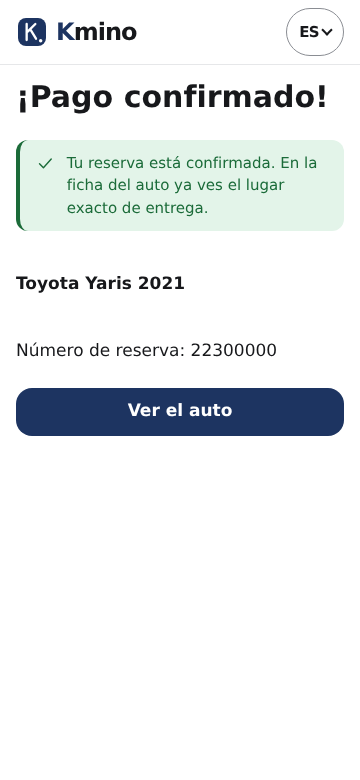 K. Kmino
ES
¡Pago confirmado!
Tu reserva está confirmada. En la
ficha del auto ya ves el lugar
exacto de entrega.
Toyota Yaris 2021
Número de reserva: 22300000
Ver el auto